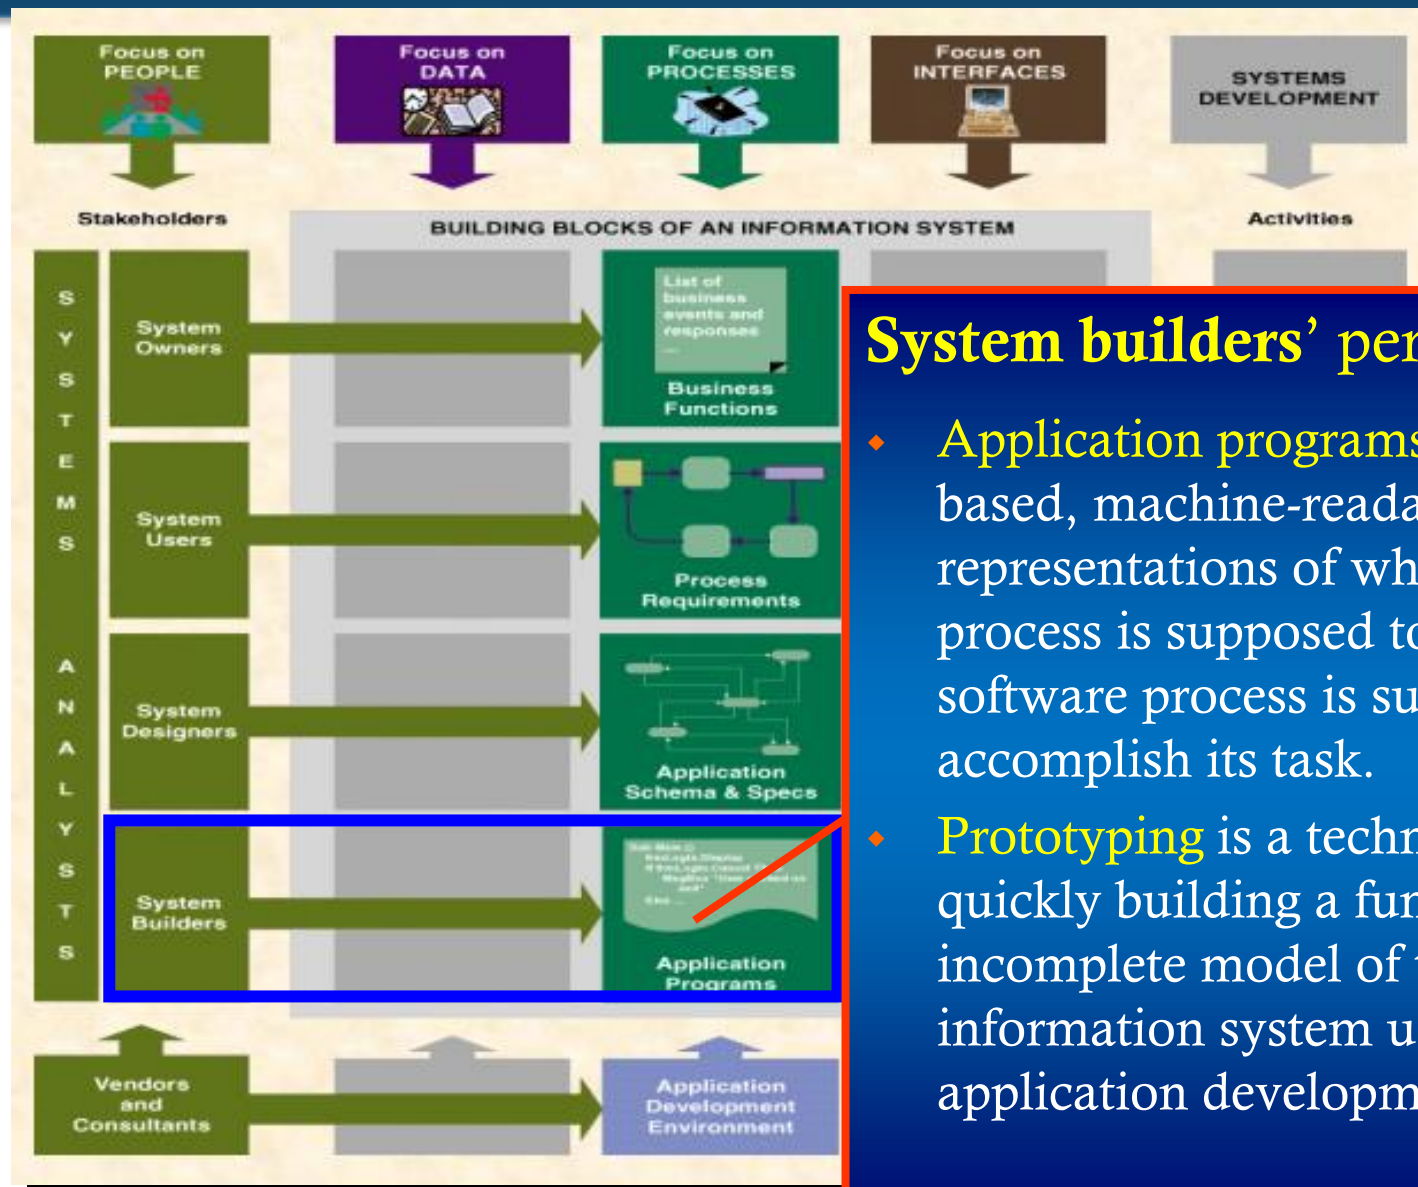 Focus on
PEOPLE
Focus on
DATA
Focus on
PROCESSES
Focus on
INTERFACES
SYSTEMS
DEVELOPMENT
Stakeholders
BUILDING BLOCKS OF AN INFORMATION SYSTEM
Activities
SYSTEMS ANALYSTS
System
Owners
List of
business
events and
responses
...
Business
Functions
System
Users
Process
Requirements
System
Designers
Application
Schema & Specs
System
Builders
Application
Programs
Vendors
and
Consultants
Application
Development
Environment
System builders’ per
Application programs
based, machine-reada
representations of wh
process is supposed to
software process is su
accomplish its task.
Prototyping is a techn
quickly building a fun
incomplete model of t
information system u
application developm